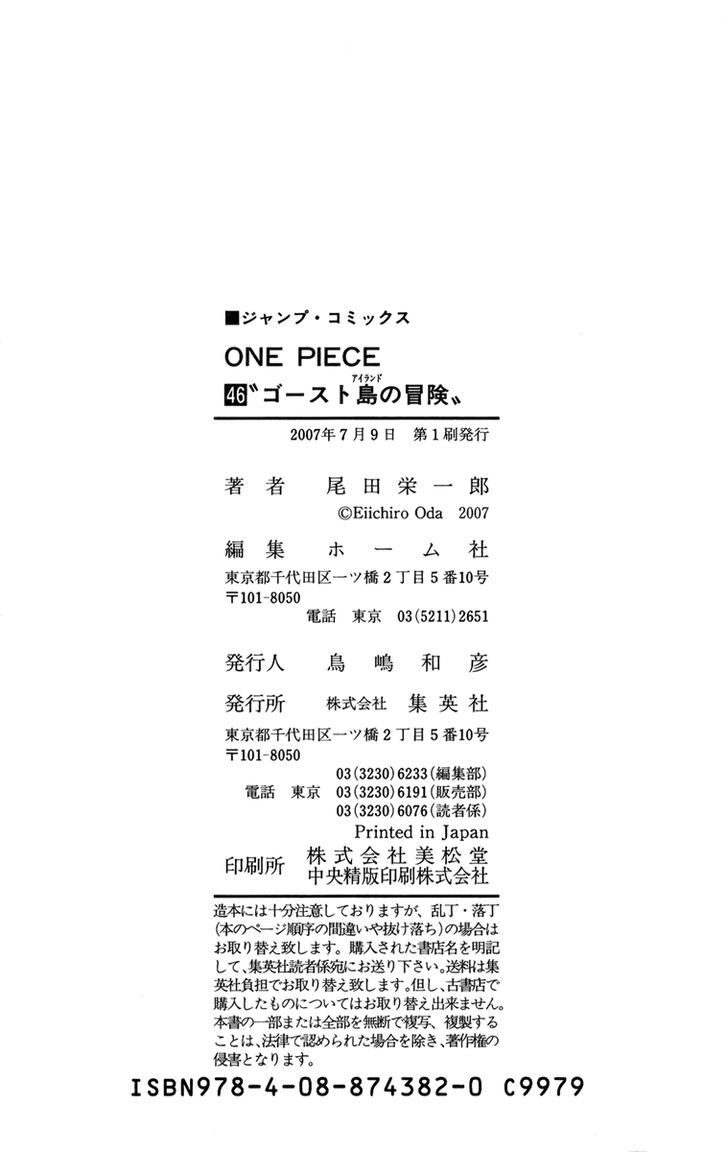 ■ジャンプ・コミックス
ONE PIECE
アイランド
46〝ゴースト島の冒険〟
2007年7月9日 第1刷発行
著者 尾田栄一郎
©Eiichiro Oda 2007
編集 ホーム社
東京都千代田区一ツ橋2丁目5番10号
〒101-8050
電話 東京 03(5211)2651
発行人 鳥嶋和彦
発行所 株式会社 集英社
東京都千代田区一ツ橋2丁目5番10号
〒101-8050
03(3230)6233(編集部)
電話 東京 03(3230)6191(販売部)
03(3230)6076(読者係)
Printed in Japan
印刷所 株式会社美松堂
中央精版印刷株式会社
造本には十分注意しておりますが、乱丁・落丁
(本のページ順序の間違いや抜け落ち)の場合は
お取り替え致します。購入された書店名を明記
して、集英社読者係宛にお送り下さい。送料は集
英社負担でお取り替え致します。但し、古書店で
購入したものについてはお取り替え出来ません。
本書の一部または全部を無断で複写、複製する
ことは、法律で認められた場合を除き、著作権の
侵害となります。
ISBN978-4-08-874382-0 C9979